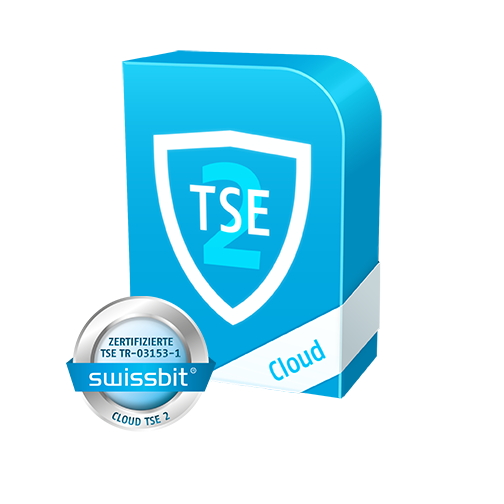 2
TSE
Cloud
ZERTIFIZIERTE
TSE TR-03153-1
swissbit®
CLOUD TSE 2